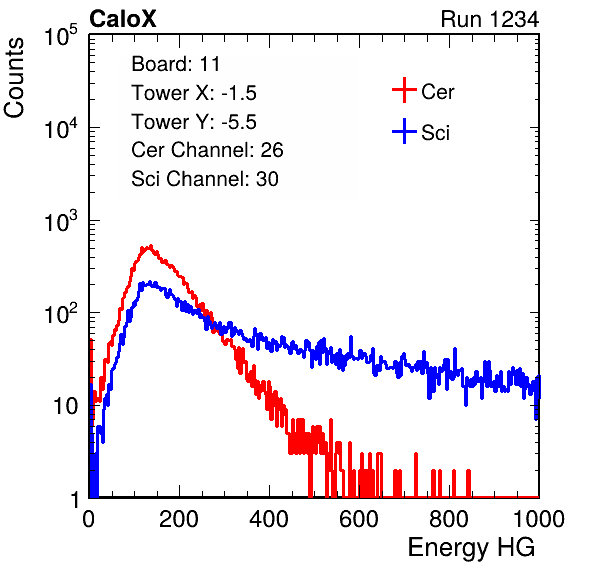 CaloX
Run 1234
Counts
10^5
10^4
10^3
10^2
10
1
Board: 11
Tower X: -1.5
Tower Y: -5.5
Cer Channel: 26
Sci Channel: 30
Cer
Sci
0 200 400 600 800 1000
Energy HG